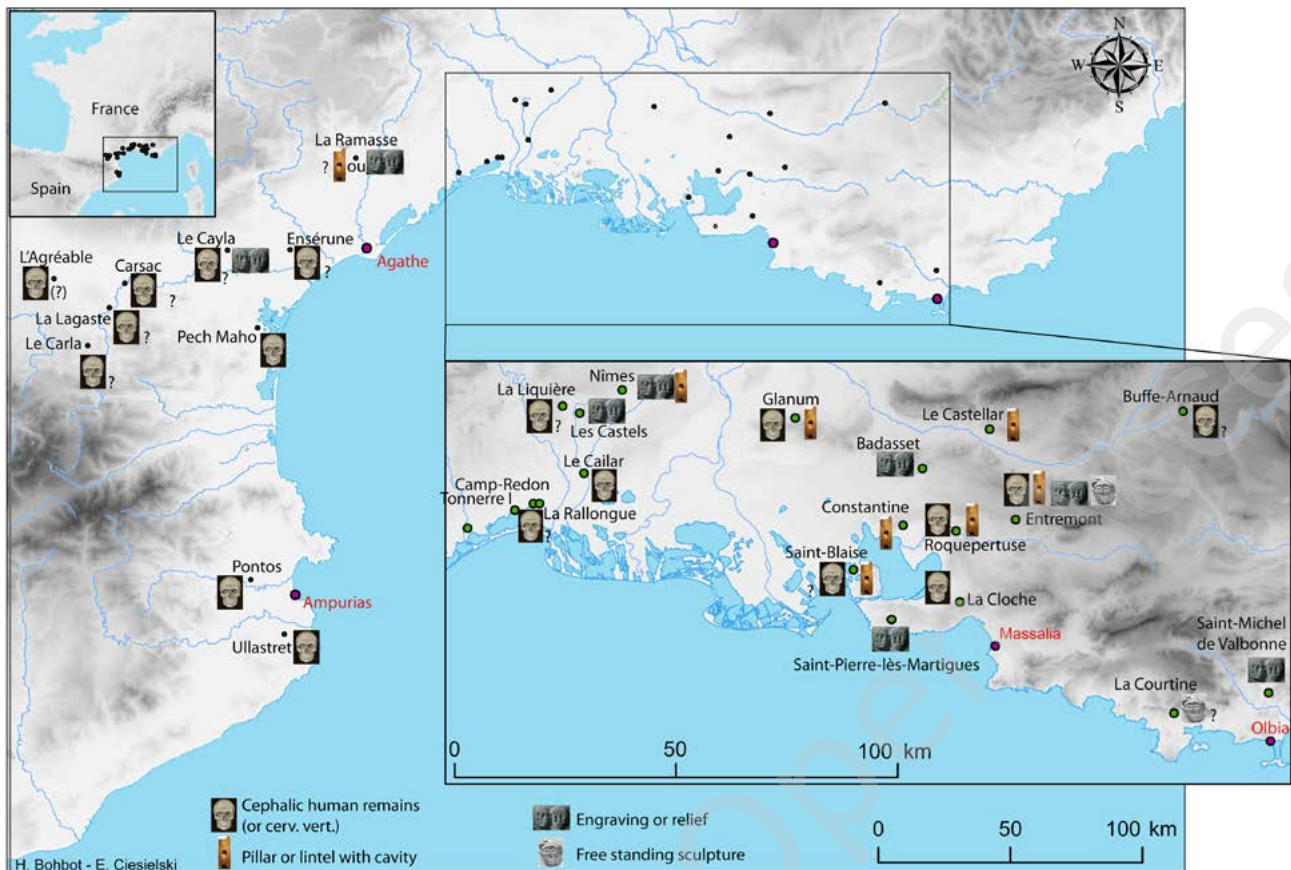 France
Spain
N
W
E
S
La Ramasse
?
ou
Le Cayla
?
Ensérune
?
Agathe
L'Agréable
(?)
Carsac
?
La Lagaste
?
Le Carla
?
Pech Maho
Pontos
Ampurias
Ullastret
Nîmes
La Liquière
?
Les Castels
Glanum
Le Castellar
Buffe-Arnaud
?
Badasset
Le Cailar
Camp-Redon
Tonnerre I
La Rallongue
?
Constantine
Entremont
Roquepertuse
Saint-Blaise
?
La Cloche
Massalia
Saint-Pierre-lès-Martigues
Saint-Michel
de Valbonne
La Courtine
?
Olbia
0 50 100 km
Cephalic human remains
(or cerv. vert.)
Pillar or lintel with cavity
Engraving or relief
Free standing sculpture
0 50 100 km
H. Bohbot - E. Ciesielski